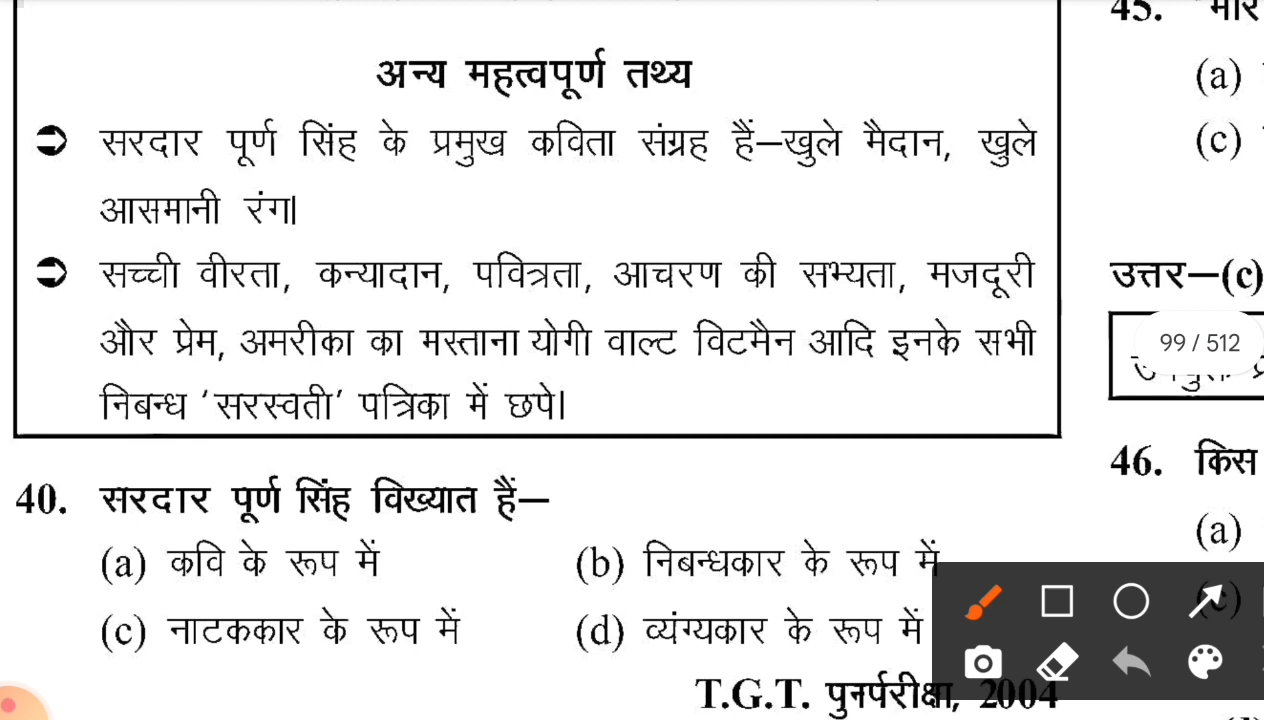 अन्य महत्वपूर्ण तथ्य
➲ सरदार पूर्ण सिंह के प्रमुख कविता संग्रह हैं–खुले मैदान, खुले
आसमानी रंग।
➲ सच्ची वीरता, कन्यादान, पवित्रता, आचरण की सभ्यता, मजदूरी
और प्रेम, अमरीका का मस्ताना योगी वाल्ट विटमैन आदि इनके सभी
निबन्ध ‘सरस्वती’ पत्रिका में छपे।
40. सरदार पूर्ण सिंह विख्यात हैं–
(a) कवि के रूप में (b) निबन्धकार के रूप में
(c) नाटककार के रूप में (d) व्यंग्यकार के रूप में
T.G.T. पुनर्परीक्षा, 2004
45.
(a)
(c)
उत्तर–(c)
99 / 512
46. किस
(a)
(c)